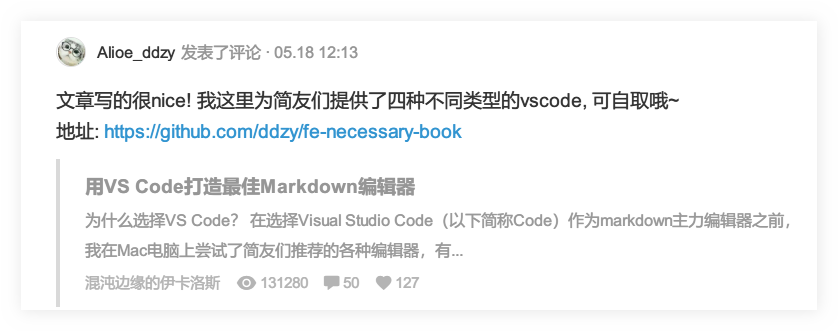 Alioe_ddzy 发表了评论 · 05.18 12:13
文章写的很nice! 我这里为简友们提供了四种不同类型的vscode, 可自取哦~
地址: https://github.com/ddzy/fe-necessary-book
用VS Code打造最佳Markdown编辑器
为什么选择VS Code？ 在选择Visual Studio Code（以下简称Code）作为markdown主力编辑器之前，
我在Mac电脑上尝试了简友们推荐的各种编辑器，有...
混沌边缘的伊卡洛斯 131280 50 127